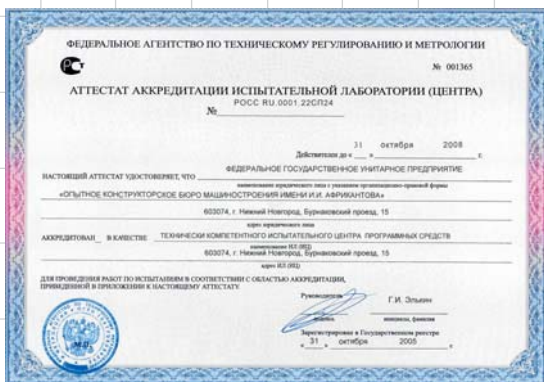 ФЕДЕРАЛЬНОЕ АГЕНТСТВО ПО ТЕХНИЧЕСКОМУ РЕГУЛИРОВАНИЮ И МЕТРОЛОГИИ
№ 001365
АТТЕСТАТ АККРЕДИТАЦИИ ИСПЫТАТЕЛЬНОЙ ЛАБОРАТОРИИ (ЦЕНТРА)
№ РОСС RU.0001.22СП24
Действителен до « 31 » октября 2008 г.
НАСТОЯЩИЙ АТТЕСТАТ УДОСТОВЕРЯЕТ, ЧТО ФЕДЕРАЛЬНОЕ ГОСУДАРСТВЕННОЕ УНИТАРНОЕ ПРЕДПРИЯТИЕ
наименование юридического лица с указанием организационно-правовой формы
«ОПЫТНОЕ КОНСТРУКТОРСКОЕ БЮРО МАШИНОСТРОЕНИЯ ИМЕНИ И.И. АФРИКАНТОВА»
603074, г. Нижний Новгород, Бурнаковский проезд, 15
адрес юридического лица
АККРЕДИТОВАН В КАЧЕСТВЕ ТЕХНИЧЕСКИ КОМПЕТЕНТНОГО ИСПЫТАТЕЛЬНОГО ЦЕНТРА ПРОГРАММНЫХ СРЕДСТВ
наименование ИЛ (ИЦ)
603074, г. Нижний Новгород, Бурнаковский проезд, 15
адрес ИЛ (ИЦ)
ДЛЯ ПРОВЕДЕНИЯ РАБОТ ПО ИСПЫТАНИЯМ В СООТВЕТСТВИИ С ОБЛАСТЬЮ АККРЕДИТАЦИИ,
ПРИВЕДЕННОЙ В ПРИЛОЖЕНИИ К НАСТОЯЩЕМУ АТТЕСТАТУ.
Руководитель Г.И. Элькин
подпись инициалы, фамилия
М.П.
Зарегистрирован в Государственном реестре
« 31 » октября 2005 г.